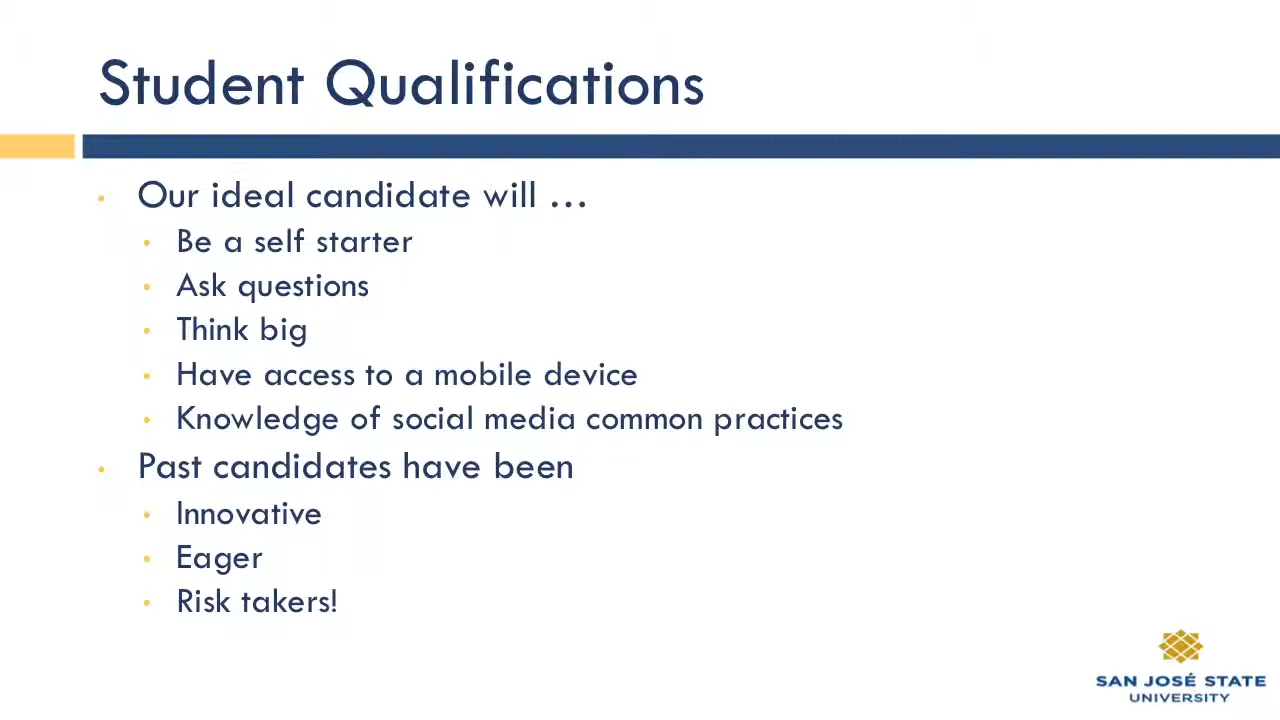 Student Qualifications
• Our ideal candidate will …
• Be a self starter
• Ask questions
• Think big
• Have access to a mobile device
• Knowledge of social media common practices
• Past candidates have been
• Innovative
• Eager
• Risk takers!
SAN JOSÉ STATE
UNIVERSITY